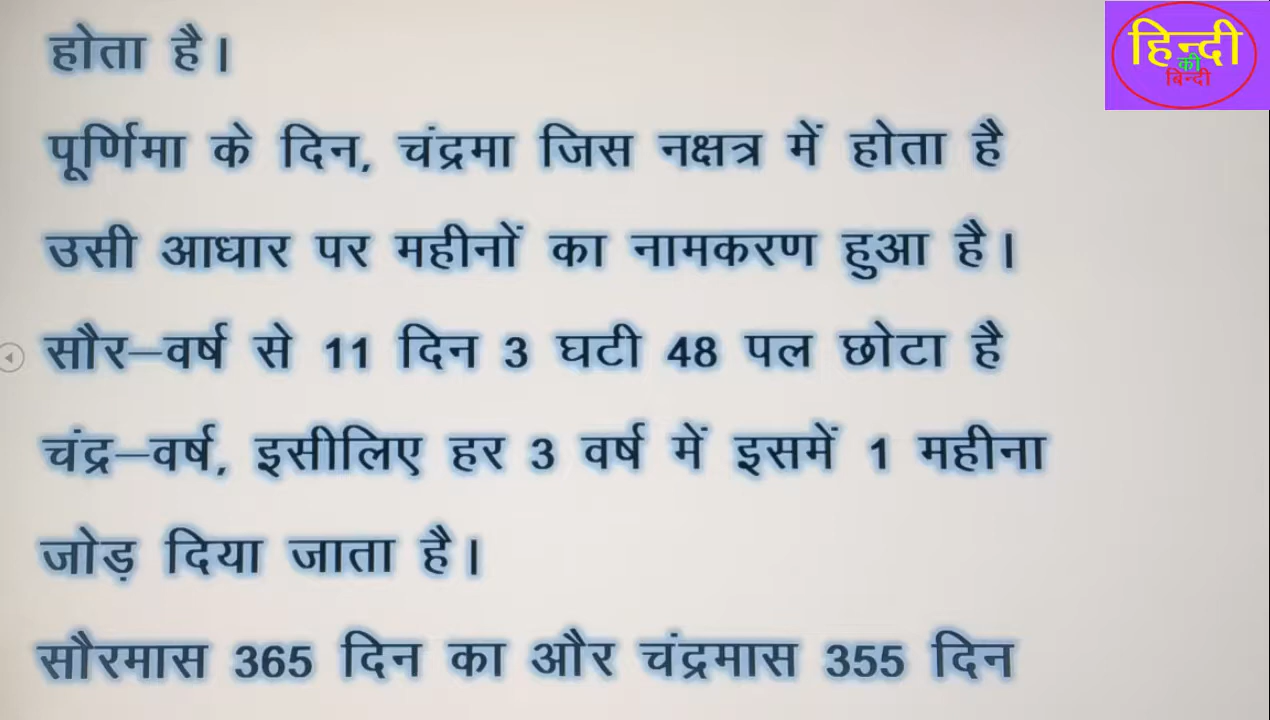 होता है।
पूर्णिमा के दिन, चंद्रमा जिस नक्षत्र में होता है
उसी आधार पर महीनों का नामकरण हुआ है।
सौर–वर्ष से 11 दिन 3 घटी 48 पल छोटा है
चंद्र–वर्ष, इसीलिए हर 3 वर्ष में इसमें 1 महीना
जोड़ दिया जाता है।
सौरमास 365 दिन का और चंद्रमास 355 दिन
हिन्दी
की
बिन्दी